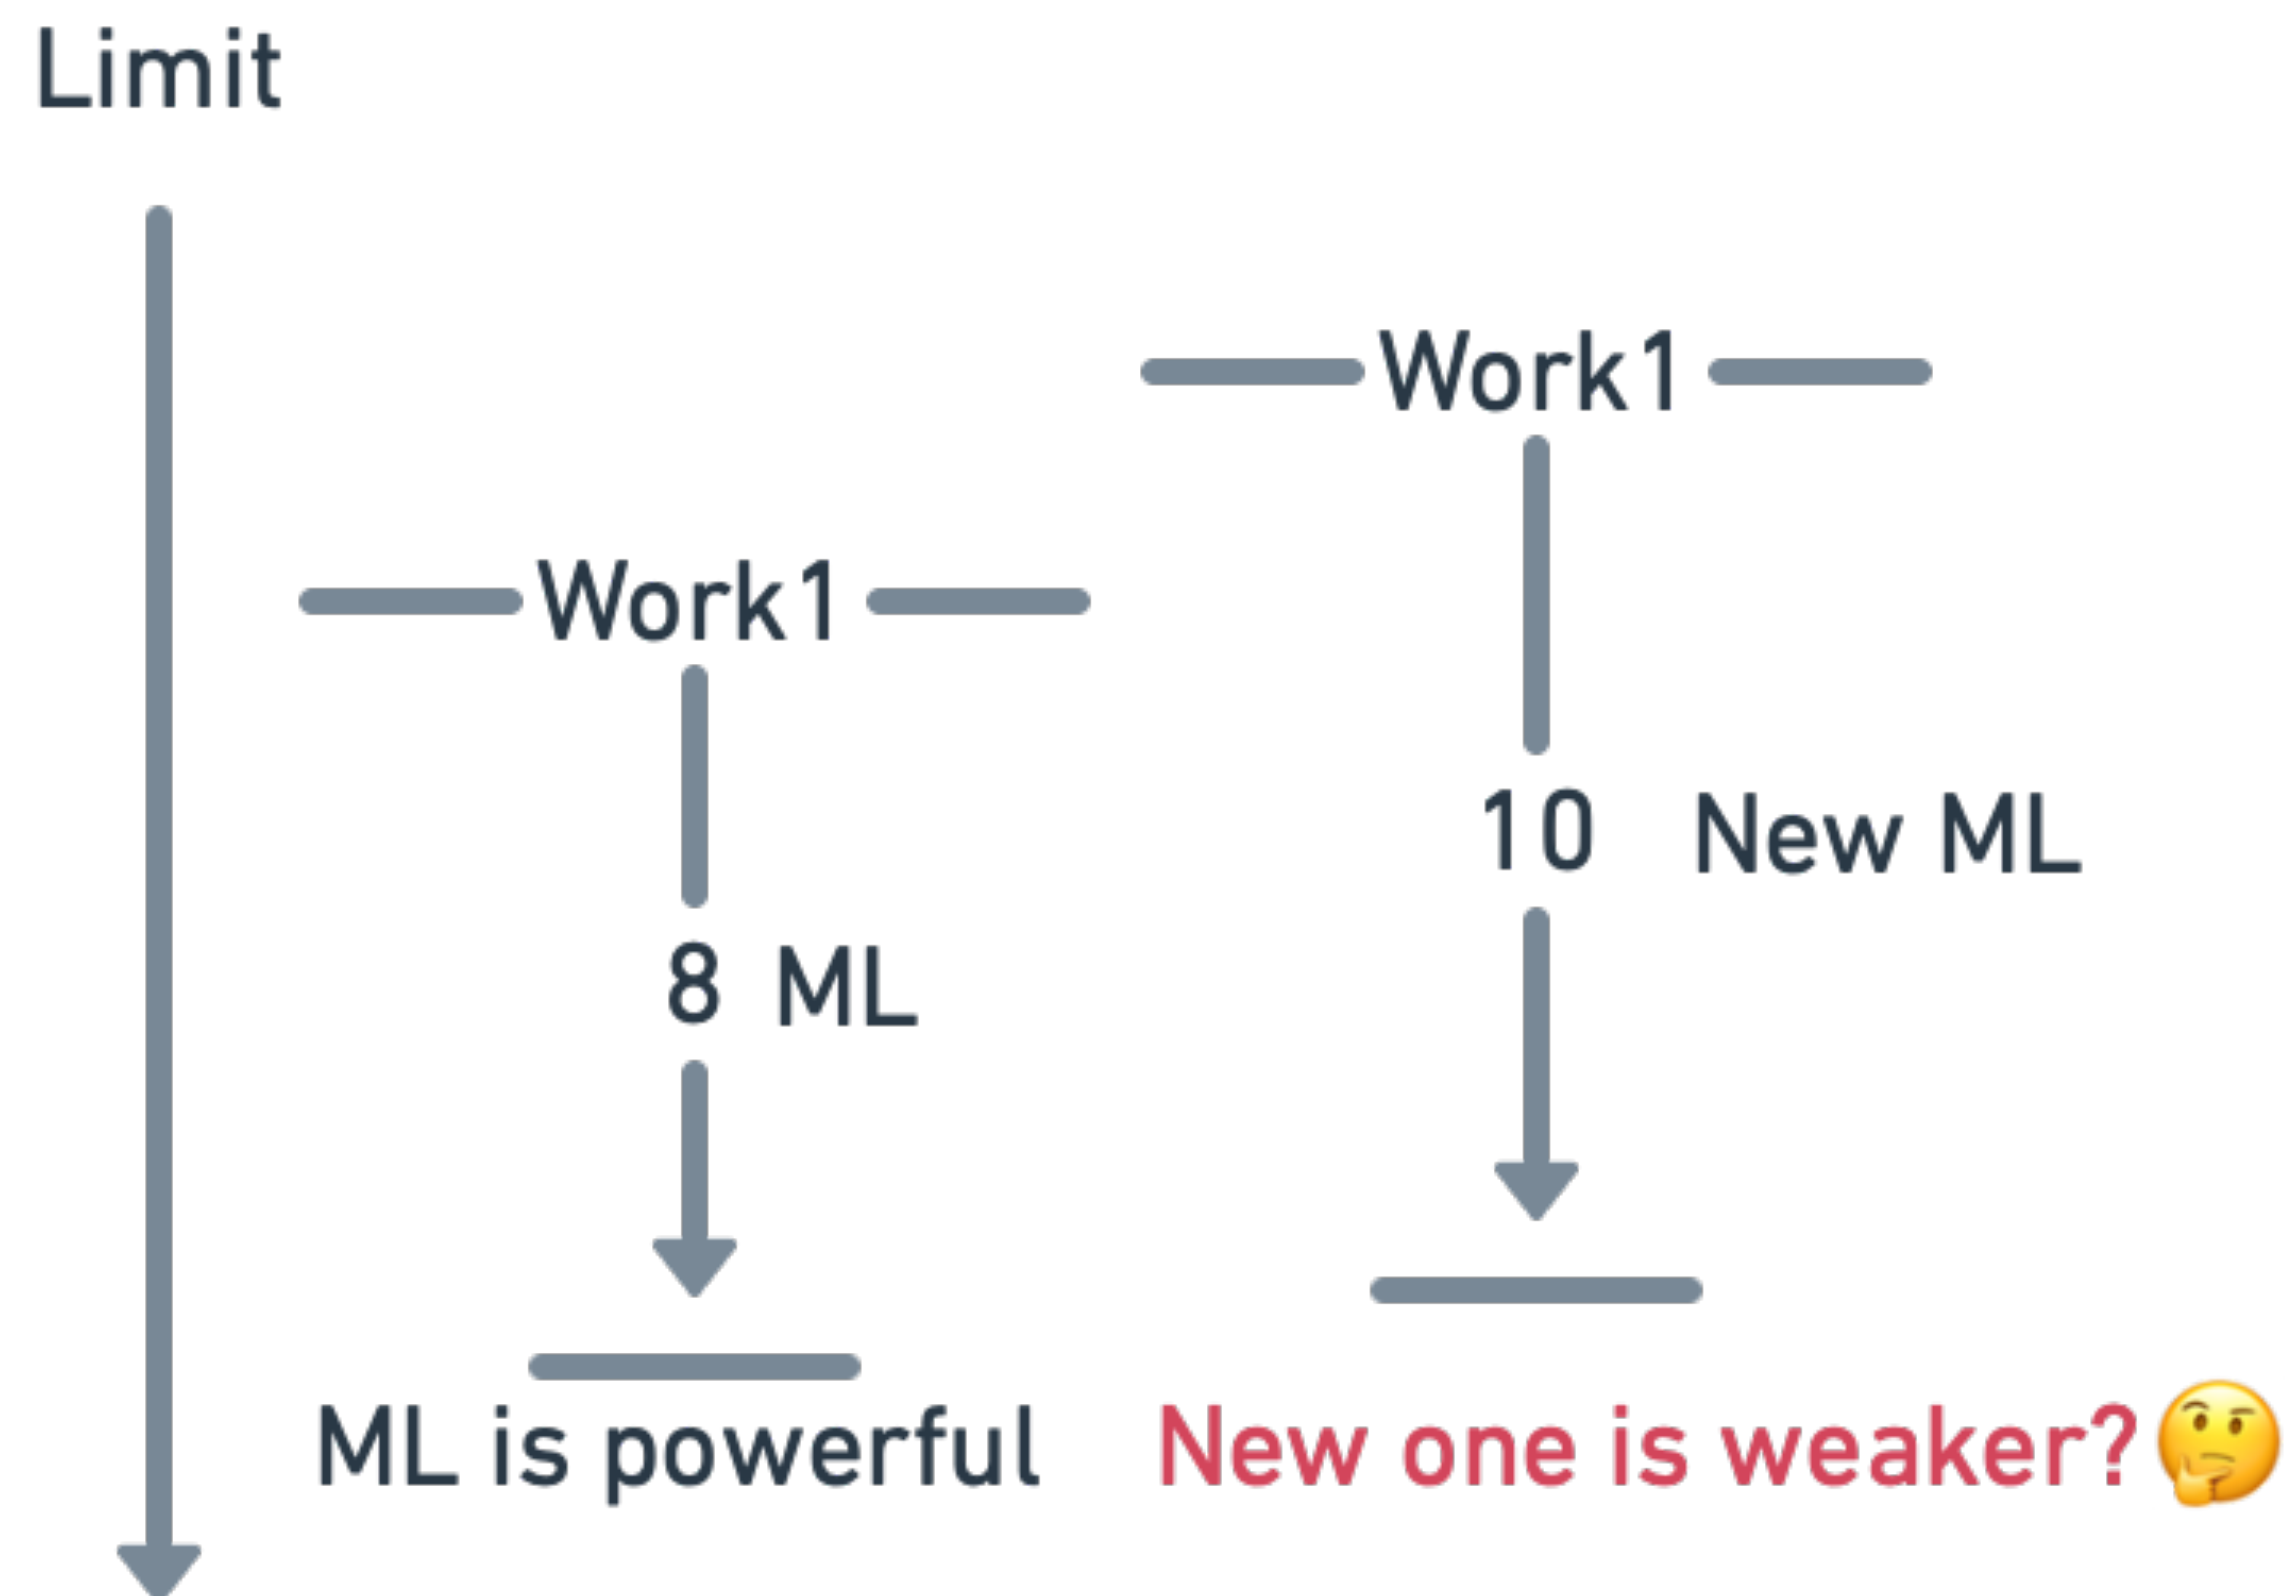 Limit
Work1
Work1
10 New ML
8 ML
ML is powerful
New one is weaker?🤔